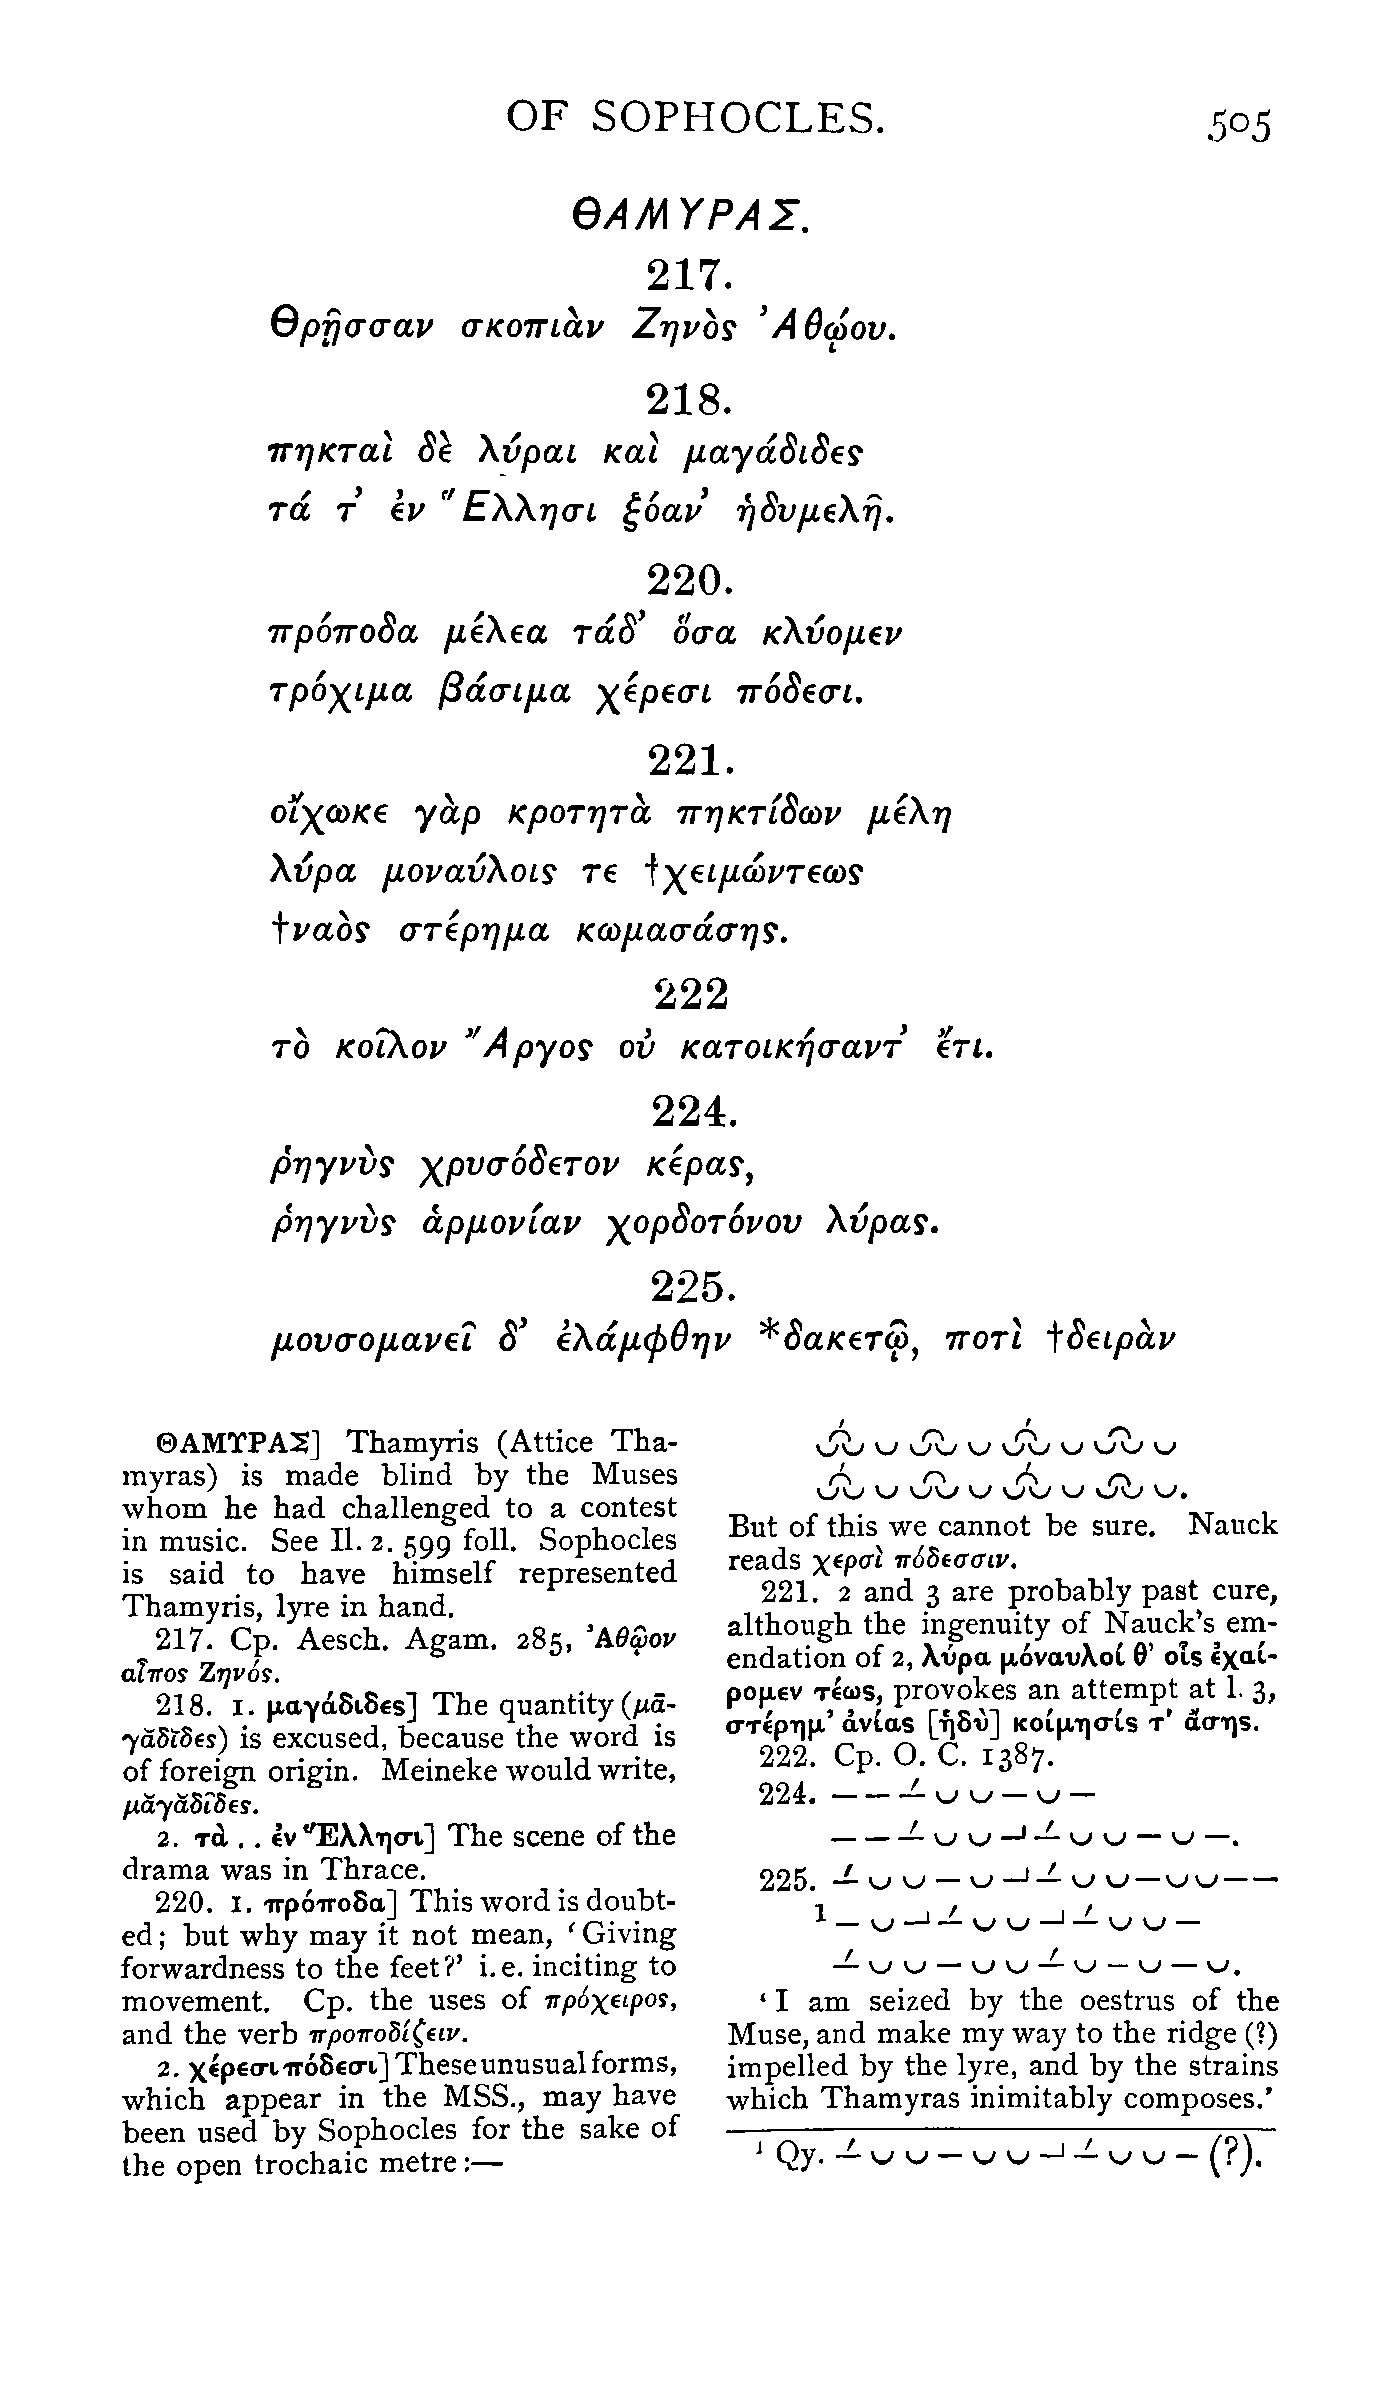 OF SOPHOCLES.
505
ΘΑΜΥΡΑΣ.
217.
Θρῇσσαν σκοπιὰν Ζηνὸς Ἀθῴου.
218.
πηκταὶ δὲ λύραι καὶ μαγάδιδες
τά τ’ ἐν Ἕλλησι ξόαν’ ἡδυμελῆ.
220.
πρόποδα μέλεα τάδ’ ὅσα κλύομεν
τρόχιμα βάσιμα χέρεσι πόδεσι.
221.
οἴχωκε γὰρ κροτητὰ πηκτίδων μέλη
λύρα μοναύλοις τε †χειμώντεως
†ναὸς στέρημα κωμασάσης.
222
τὸ κοῖλον Ἄργος οὐ κατοικήσαντ’ ἔτι.
224.
ῥηγνὺς χρυσόδετον κέρας,
ῥηγνὺς ἁρμονίαν χορδοτόνου λύρας.
225.
μουσομανεῖ δ’ ἐλάμφθην *δακετῷ, ποτὶ †δειρὰν
ΘΑΜΥΡΑΣ] Thamyris (Attice Tha-
myras) is made blind by the Muses
whom he had challenged to a contest
in music. See Il. 2. 599 foll. Sophocles
is said to have himself represented
Thamyris, lyre in hand.
217. Cp. Aesch. Agam. 285, Ἀθῷον
αἶπος Ζηνός.
218. 1. μαγάδιδες] The quantity (μᾱ-
γᾰδῐ̄δες) is excused, because the word is
of foreign origin. Meineke would write,
μᾰγᾰδῖδες.
2. τὰ . . ἐν Ἕλλησι] The scene of the
drama was in Thrace.
220. 1. πρόποδα] This word is doubt-
ed; but why may it not mean, ‘Giving
forwardness to the feet?’ i.e. inciting to
movement. Cp. the uses of πρόχειρος,
and the verb προποδίζειν.
2. χέρεσι πόδεσι] These unusual forms,
which appear in the MSS., may have
been used by Sophocles for the sake of
the open trochaic metre:—
But of this we cannot be sure. Nauck
reads χερσὶ πόδεσσιν.
221. 2 and 3 are probably past cure,
although the ingenuity of Nauck’s em-
endation of 2, λύρα μόναυλοί θ’ οἷς ἐχαί-
ρομεν τέως, provokes an attempt at l. 3,
στέρημ’ ἀνίας [ἡδὺ] κοίμησίς τ’ ἄσης.
222. Cp. O. C. 1387.
224. – – –́ ᴗ ᴗ – ᴗ –
– – –́ ᴗ ᴗ –⅃ –́ ᴗ ᴗ – ᴗ –.
225. –́ ᴗ ᴗ – ᴗ –⅃ –́ ᴗ ᴗ – ᴗ ᴗ – –
¹ – ᴗ –⅃ –́ ᴗ ᴗ –⅃ –́ ᴗ ᴗ –
–́ ᴗ ᴗ – ᴗ ᴗ –́ ᴗ – ᴗ – ᴗ.
‘I am seized by the oestrus of the
Muse, and make my way to the ridge (?)
impelled by the lyre, and by the strains
which Thamyras inimitably composes.’
¹ Qy. –́ ᴗ ᴗ – ᴗ ᴗ –⅃ –́ ᴗ ᴗ – (?).